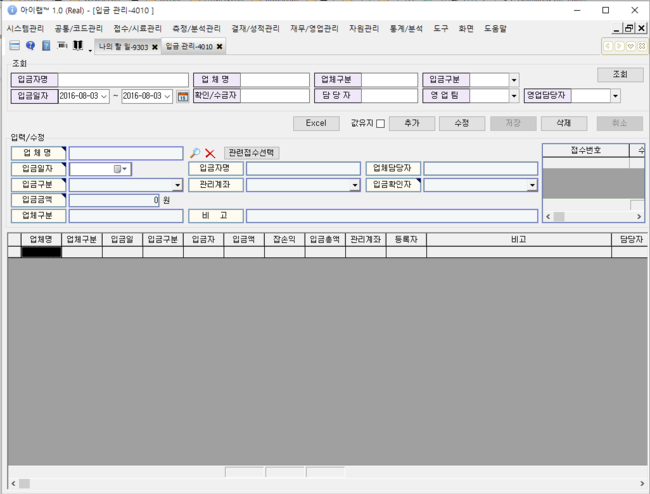 아이랩™ 1.0 (Real) - [입금 관리-4010 ]
시스템관리 공통/코드관리 접수/시료관리 측정/분석관리 결재/성적관리 재무/영업관리 자원관리 통계/분석 도구 화면 도움말
나의 할 일-9303 입금 관리-4010
조회
입금자명 업 체 명 업체구분 입금구분 조회
입금일자 2016-08-03 ~ 2016-08-03 확인/수금자 담 당 자 영 업 팀 영업담당자
Excel 값유지 추가 수정 저장 삭제 취소
입력/수정
업 체 명 관련접수선택 접수번호
입금일자 입금자명 업체담당자
입금구분 관리계좌 입금확인자
입금금액 0 원
업체구분 비 고
업체명 업체구분 입금일 입금구분 입금자 입금액 잡손익 입금총액 관리계좌 등록자 비고 담당자